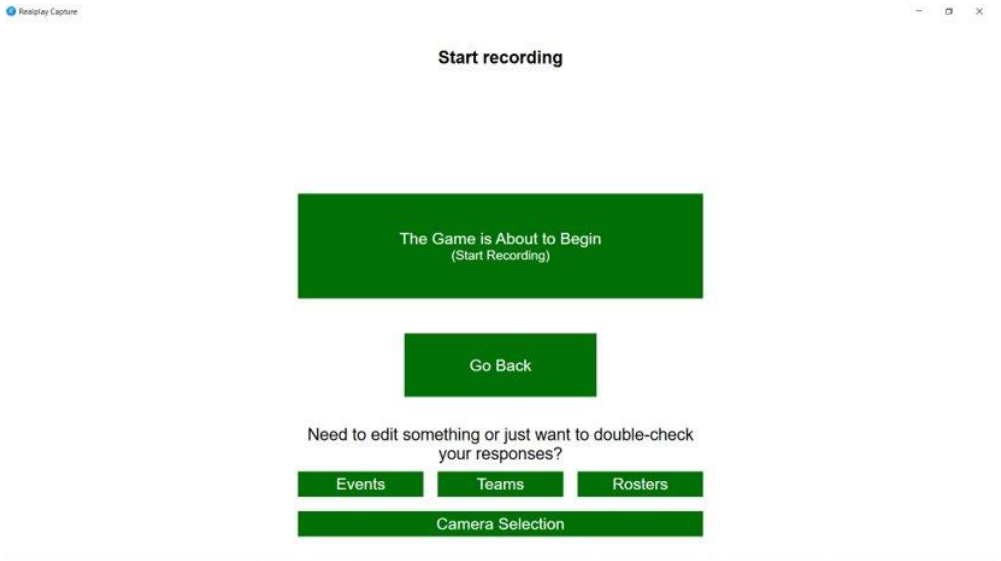 Realplay Capture
Start recording
The Game is About to Begin
(Start Recording)
Go Back
Need to edit something or just want to double-check
your responses?
Events Teams Rosters
Camera Selection